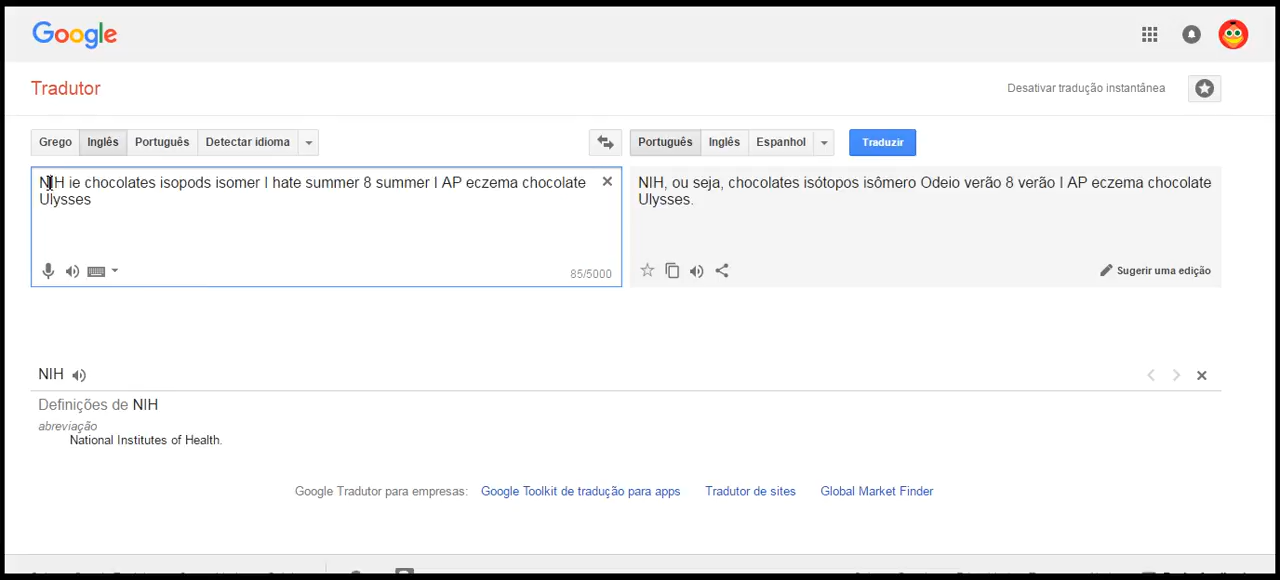 Google
Tradutor
Desativar tradução instantânea
Grego Inglês Português Detectar idioma
Português Inglês Espanhol
Traduzir
NIH ie chocolates isopods isomer I hate summer 8 summer I AP eczema chocolate
Ulysses
85/5000
NIH, ou seja, chocolates isótopos isômero Odeio verão 8 verão I AP eczema chocolate
Ulysses.
Sugerir uma edição
NIH
Definições de NIH
abreviação
National Institutes of Health.
Google Tradutor para empresas: Google Toolkit de tradução para apps Tradutor de sites Global Market Finder